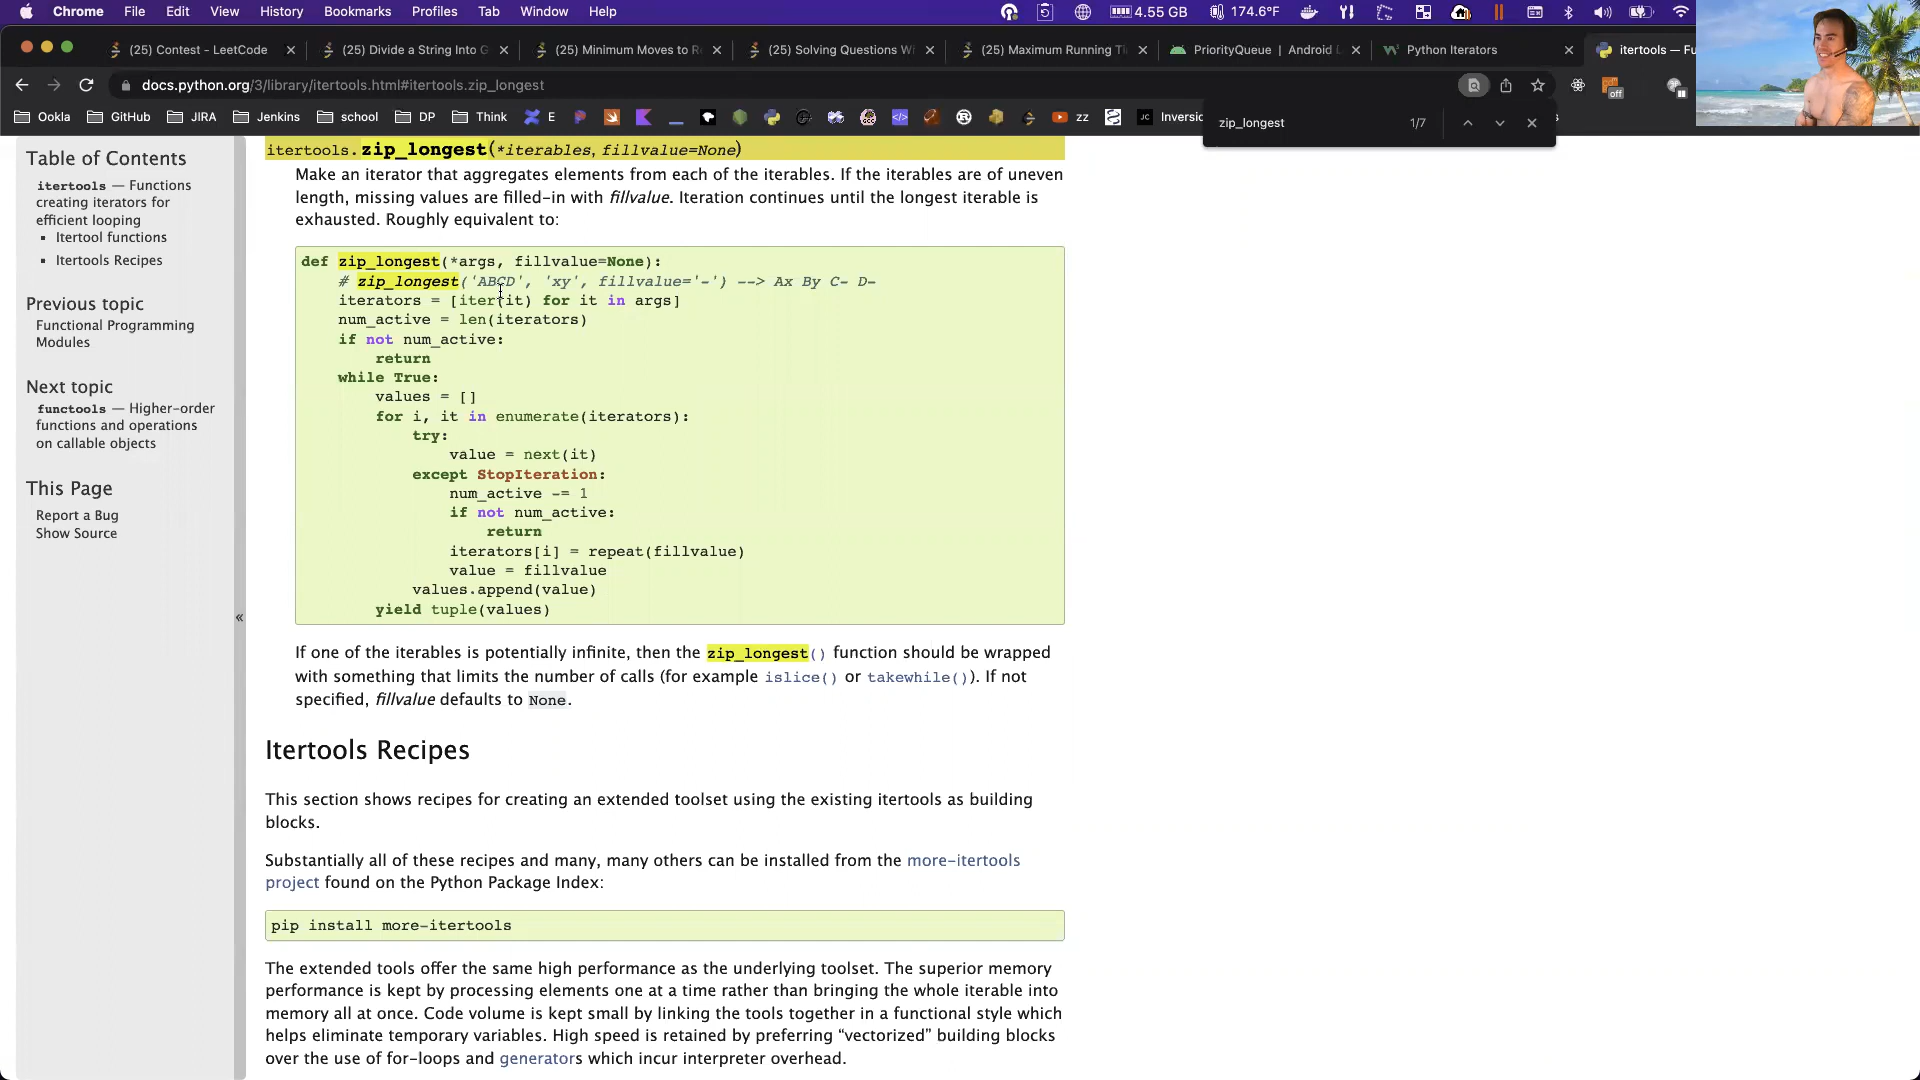 Chrome File Edit View History Bookmarks Profiles Tab Window Help 4.55 GB 174.6°F
(25) Contest - LeetCode (25) Divide a String Into G (25) Minimum Moves to Re (25) Solving Questions Wi (25) Maximum Running Ti PriorityQueue | Android Python Iterators itertools — Fu
docs.python.org/3/library/itertools.html#itertools.zip_longest off
Ookla GitHub JIRA Jenkins school DP Think E zz JC Inversio
zip_longest 1/7
Table of Contents
itertools — Functions
creating iterators for
efficient looping
Itertool functions
Itertools Recipes
Previous topic
Functional Programming
Modules
Next topic
functools — Higher-order
functions and operations
on callable objects
This Page
Report a Bug
Show Source
«
itertools.zip_longest(*iterables, fillvalue=None)
Make an iterator that aggregates elements from each of the iterables. If the iterables are of uneven
length, missing values are filled-in with fillvalue. Iteration continues until the longest iterable is
exhausted. Roughly equivalent to:
def zip_longest(*args, fillvalue=None):
# zip_longest('ABCD', 'xy', fillvalue='-') --> Ax By C- D-
iterators = [iter(it) for it in args]
num_active = len(iterators)
if not num_active:
return
while True:
values = []
for i, it in enumerate(iterators):
try:
value = next(it)
except StopIteration:
num_active -= 1
if not num_active:
return
iterators[i] = repeat(fillvalue)
value = fillvalue
values.append(value)
yield tuple(values)
If one of the iterables is potentially infinite, then the zip_longest() function should be wrapped
with something that limits the number of calls (for example islice() or takewhile()). If not
specified, fillvalue defaults to None.
Itertools Recipes
This section shows recipes for creating an extended toolset using the existing itertools as building
blocks.
Substantially all of these recipes and many, many others can be installed from the more-itertools
project found on the Python Package Index:
pip install more-itertools
The extended tools offer the same high performance as the underlying toolset. The superior memory
performance is kept by processing elements one at a time rather than bringing the whole iterable into
memory all at once. Code volume is kept small by linking the tools together in a functional style which
helps eliminate temporary variables. High speed is retained by preferring “vectorized” building blocks
over the use of for-loops and generators which incur interpreter overhead.